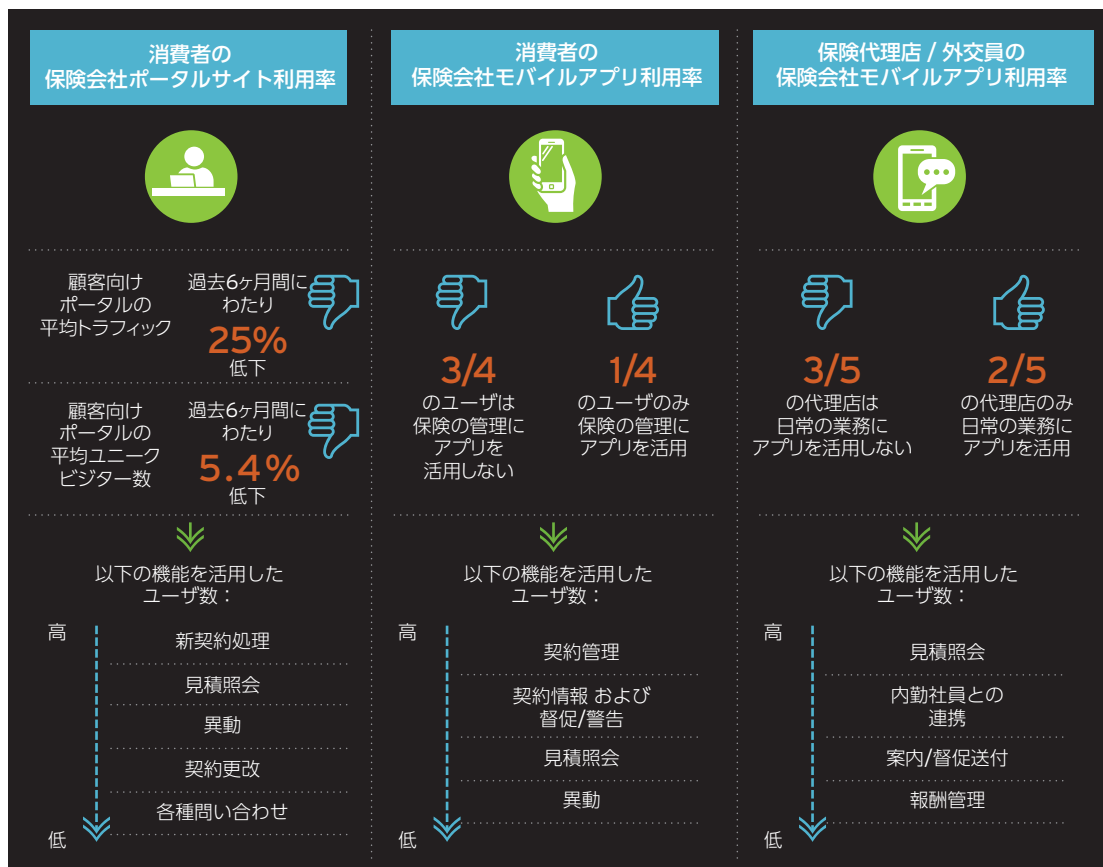 消費者の
保険会社ポータルサイト利用率
顧客向け
ポータルの
平均トラフィック
過去6ヶ月間に
わたり
25%
低下
顧客向け
ポータルの
平均ユニーク
ビジター数
過去6ヶ月間に
わたり
5.4%
低下
以下の機能を活用した
ユーザ数：
高
新契約処理
見積照会
異動
契約更改
各種問い合わせ
低
消費者の
保険会社モバイルアプリ利用率
3/4
のユーザは
保険の管理に
アプリを
活用しない
1/4
のユーザのみ
保険の管理に
アプリを活用
以下の機能を活用した
ユーザ数：
高
契約管理
契約情報 および
督促/警告
見積照会
異動
低
保険代理店 / 外交員の
保険会社モバイルアプリ利用率
3/5
の代理店は
日常の業務に
アプリを活用しない
2/5
の代理店のみ
日常の業務に
アプリを活用
以下の機能を活用した
ユーザ数：
高
見積照会
内勤社員との
連携
案内/督促送付
報酬管理
低